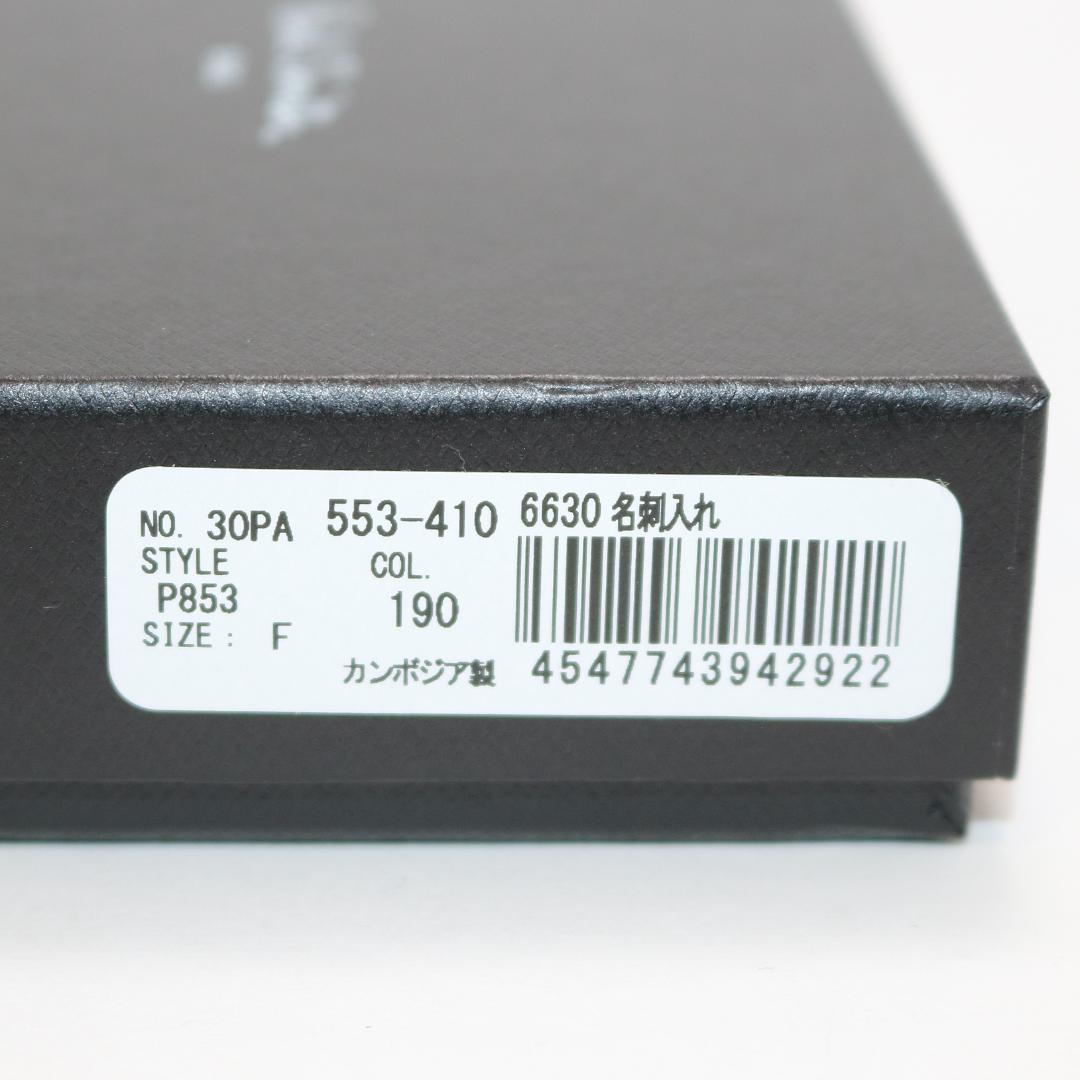 NO. 30PA 553-410 6630 名刺入れ
STYLE COL.
P853 190
SIZE: F
カンボジア製 4547743942922